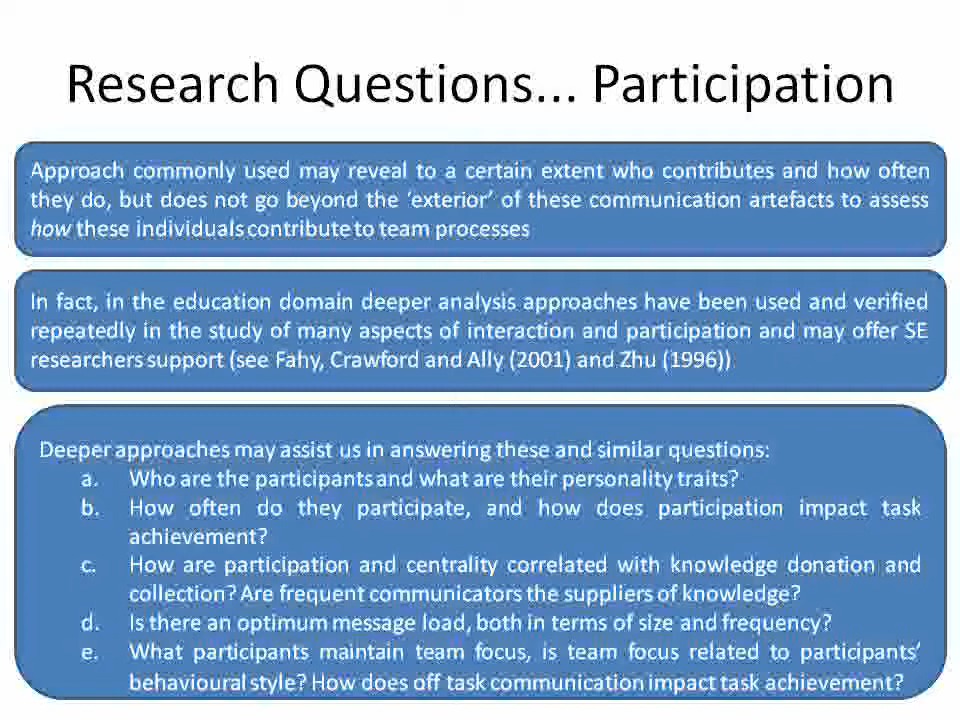 Research Questions... Participation
Approach commonly used may reveal to a certain extent who contributes and how often
they do, but does not go beyond the ‘exterior’ of these communication artefacts to assess
how these individuals contribute to team processes
In fact, in the education domain deeper analysis approaches have been used and verified
repeatedly in the study of many aspects of interaction and participation and may offer SE
researchers support (see Fahy, Crawford and Ally (2001) and Zhu (1996))
Deeper approaches may assist us in answering these and similar questions:
a. Who are the participants and what are their personality traits?
b. How often do they participate, and how does participation impact task
achievement?
c. How are participation and centrality correlated with knowledge donation and
collection? Are frequent communicators the suppliers of knowledge?
d. Is there an optimum message load, both in terms of size and frequency?
e. What participants maintain team focus, is team focus related to participants’
behavioural style? How does off task communication impact task achievement?